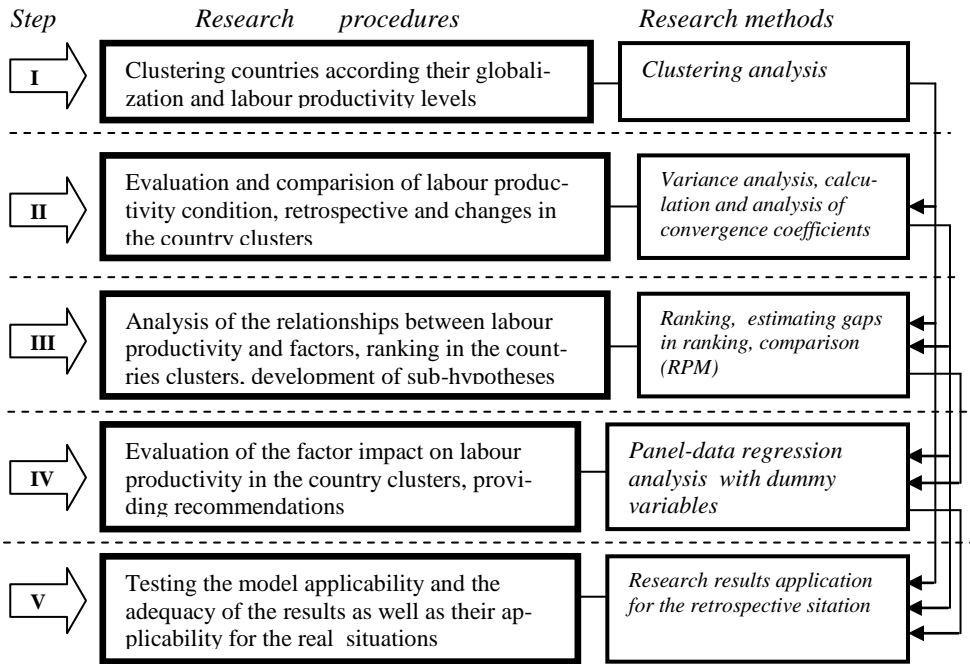 Step Research procedures Research methods
I
Clustering countries according their globali-
zation and labour productivity levels
Clustering analysis
II
Evaluation and comparision of labour produc-
tivity condition, retrospective and changes in
the country clusters
Variance analysis, calcu-
lation and analysis of
convergence coefficients
III
Analysis of the relationships between labour
productivity and factors, ranking in the count-
ries clusters, development of sub-hypotheses
Ranking, estimating gaps
in ranking, comparison
(RPM)
IV
Evaluation of the factor impact on labour
productivity in the country clusters, provi-
ding recommendations
Panel-data regression
analysis with dummy
variables
V
Testing the model applicability and the
adequacy of the results as well as their ap-
plicability for the real situations
Research results application
for the retrospective sitation